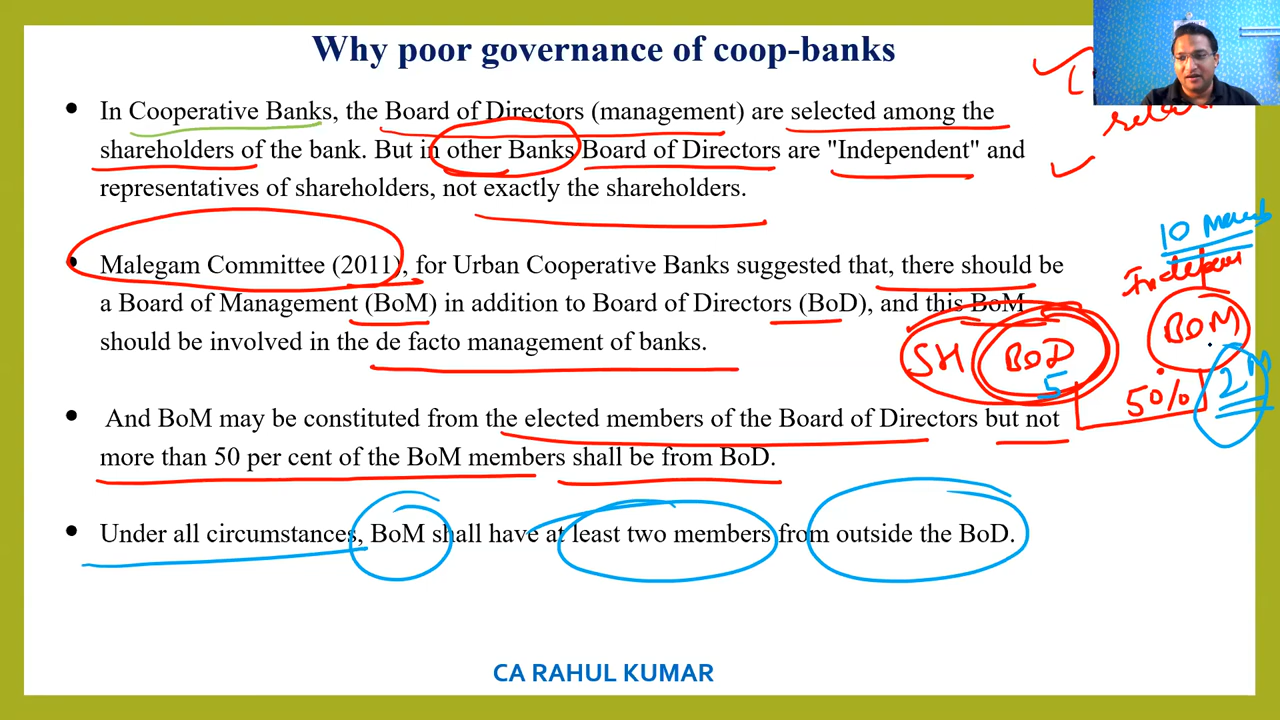 Why poor governance of coop-banks
• In Cooperative Banks, the Board of Directors (management) are selected among the
shareholders of the bank. But in other Banks Board of Directors are "Independent" and
representatives of shareholders, not exactly the shareholders.
10 Memb
• Malegam Committee (2011), for Urban Cooperative Banks suggested that, there should be
a Board of Management (BoM) in addition to Board of Directors (BoD), and this BoM
should be involved in the de facto management of banks.
SH BOD BOM
5 50% 2 M
• And BoM may be constituted from the elected members of the Board of Directors but not
more than 50 per cent of the BoM members shall be from BoD.
• Under all circumstances, BoM shall have at least two members from outside the BoD.
CA RAHUL KUMAR